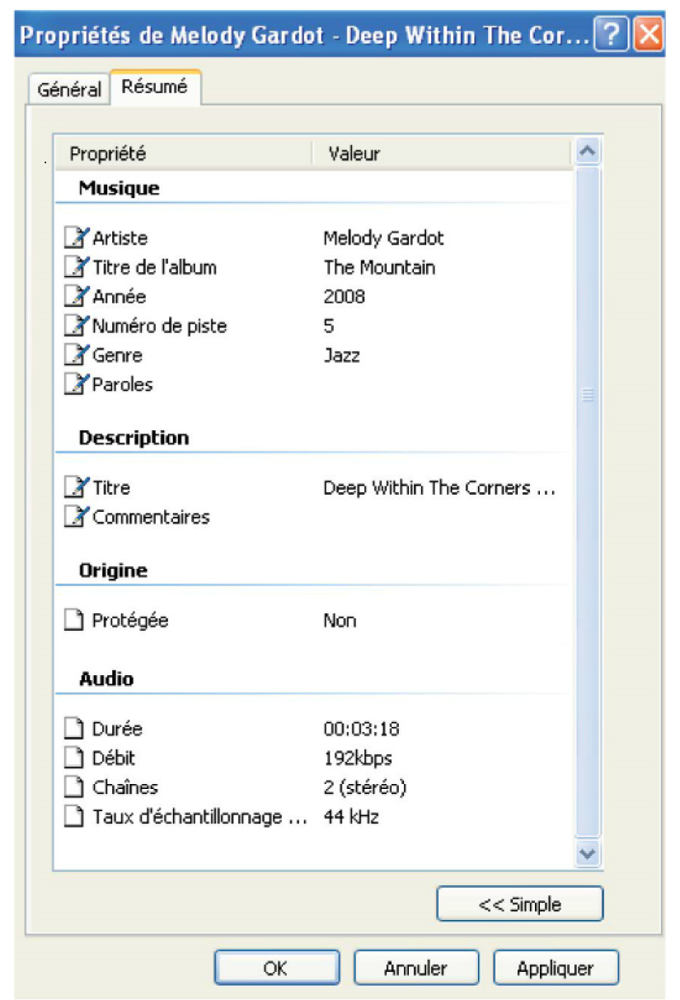 Propriétés de Melody Gardot - Deep Within The Cor...
Général Résumé
Propriété Valeur
Musique
Artiste Melody Gardot
Titre de l'album The Mountain
Année 2008
Numéro de piste 5
Genre Jazz
Paroles
Description
Titre Deep Within The Corners ...
Commentaires
Origine
Protégée Non
Audio
Durée 00:03:18
Débit 192kbps
Chaînes 2 (stéréo)
Taux d'échantillonnage ... 44 kHz
<< Simple
OK Annuler Appliquer